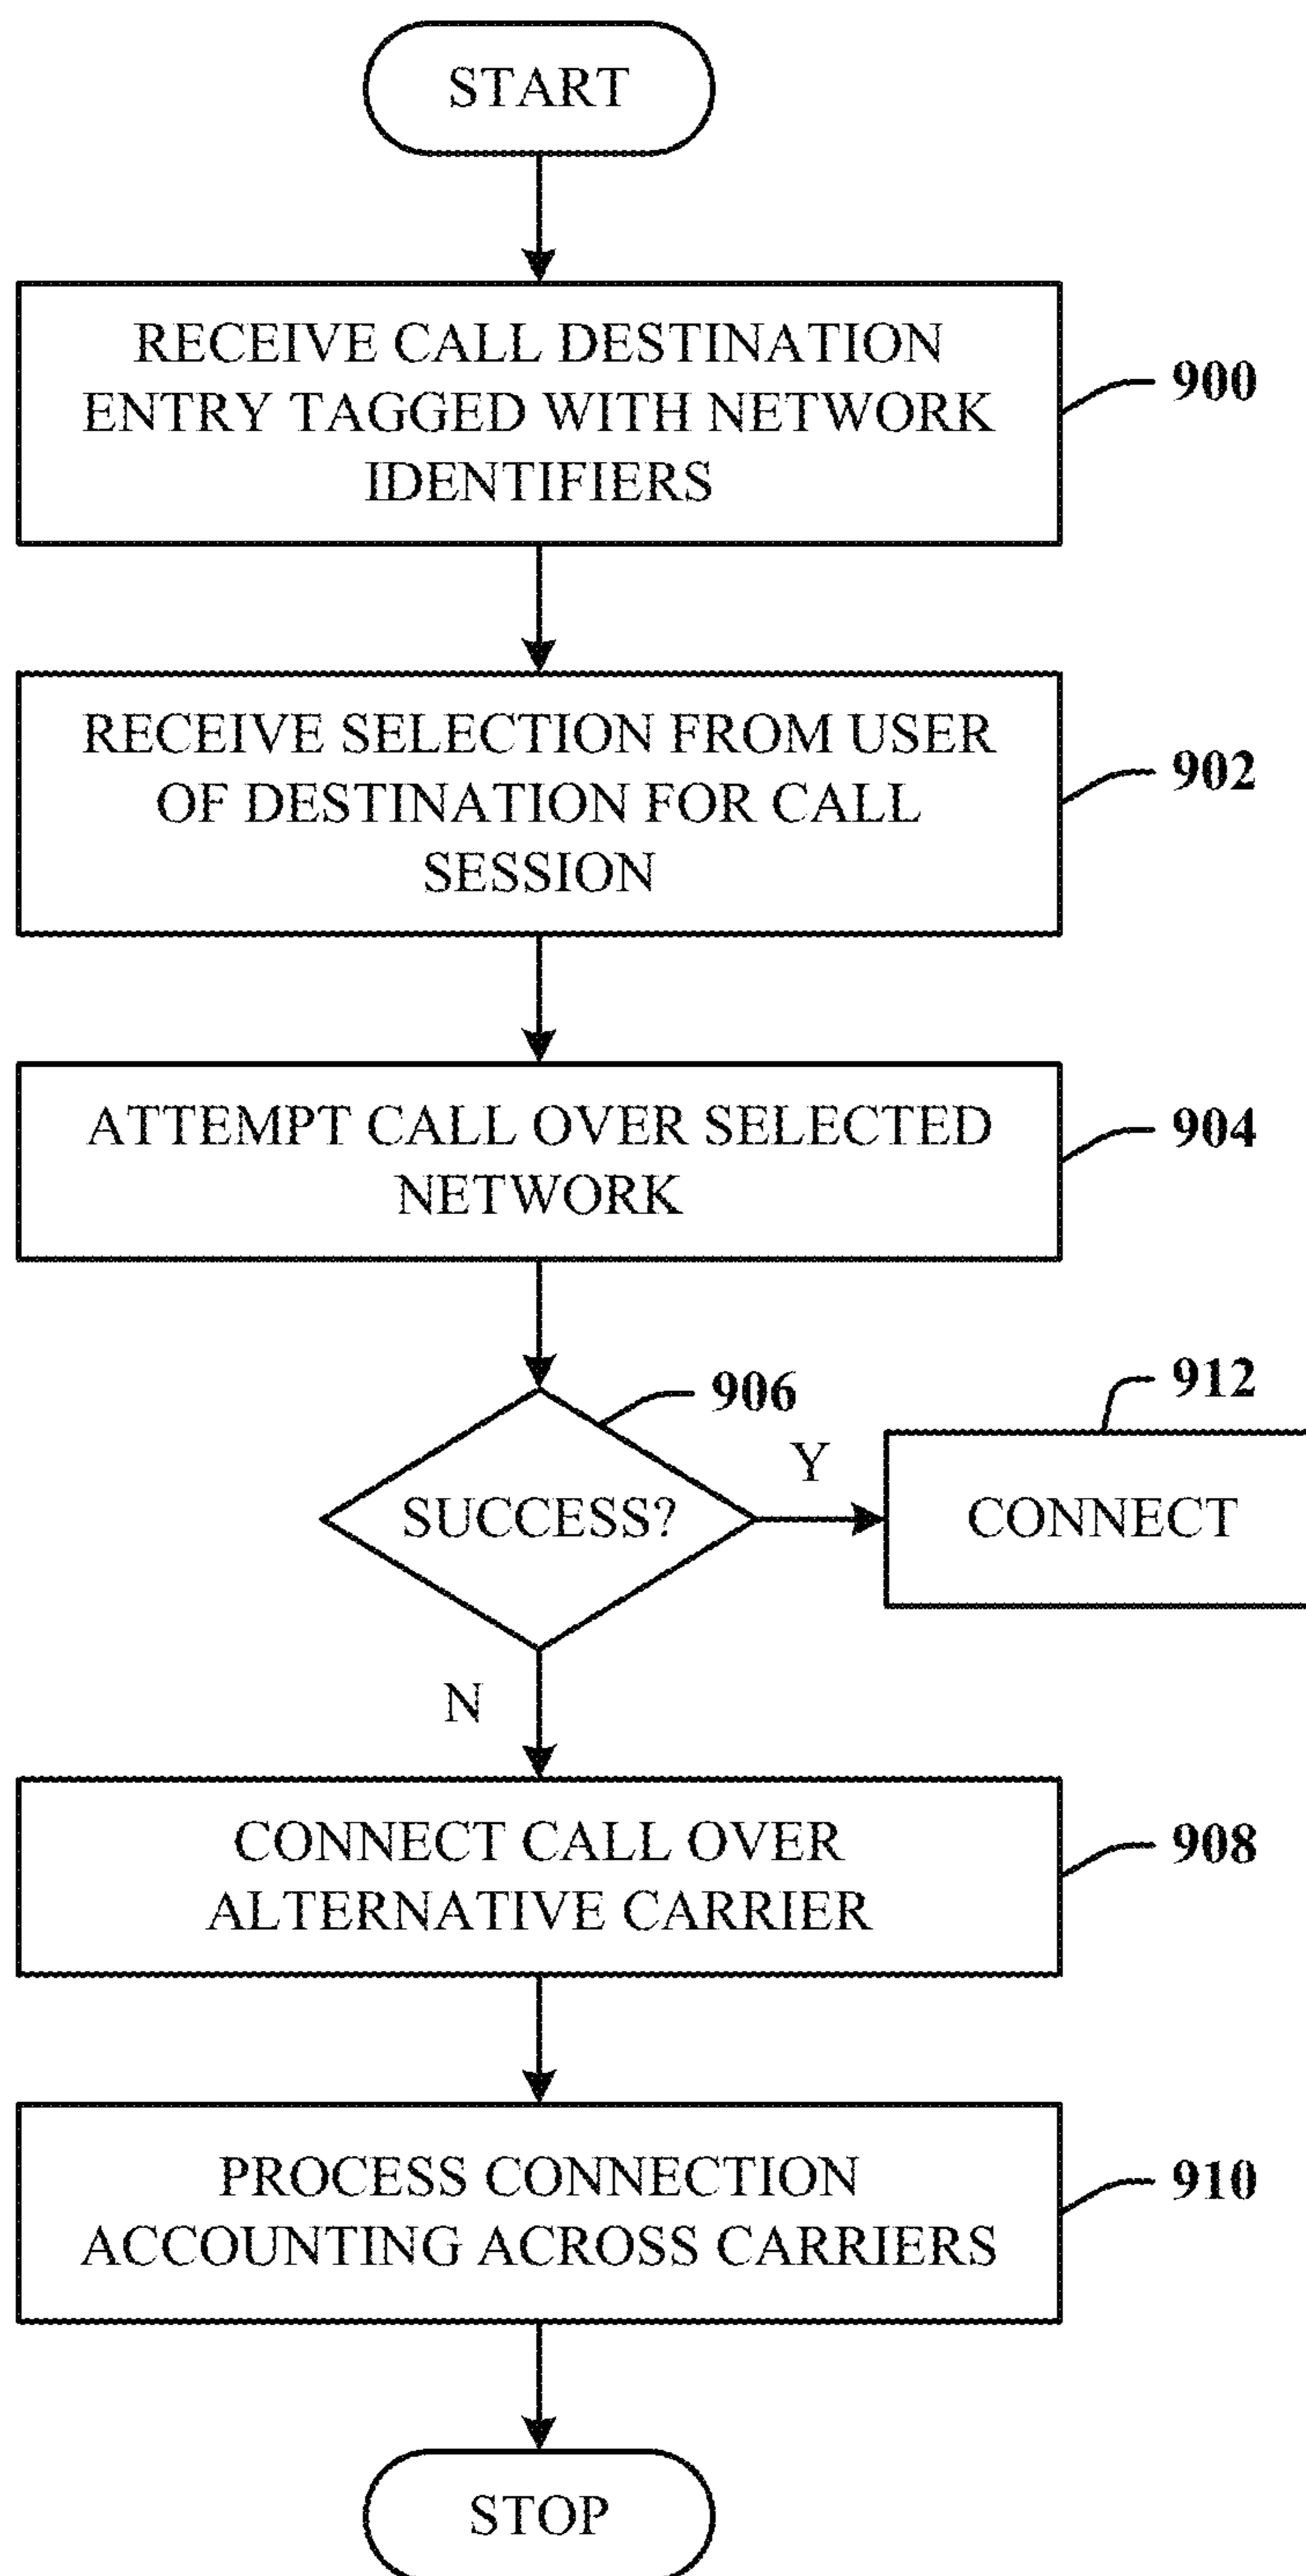 START
RECEIVE CALL DESTINATION
ENTRY TAGGED WITH NETWORK
IDENTIFIERS
900
RECEIVE SELECTION FROM USER
OF DESTINATION FOR CALL
SESSION
902
ATTEMPT CALL OVER SELECTED
NETWORK
904
906
SUCCESS?
Y
912
CONNECT
N
CONNECT CALL OVER
ALTERNATIVE CARRIER
908
PROCESS CONNECTION
ACCOUNTING ACROSS CARRIERS
910
STOP